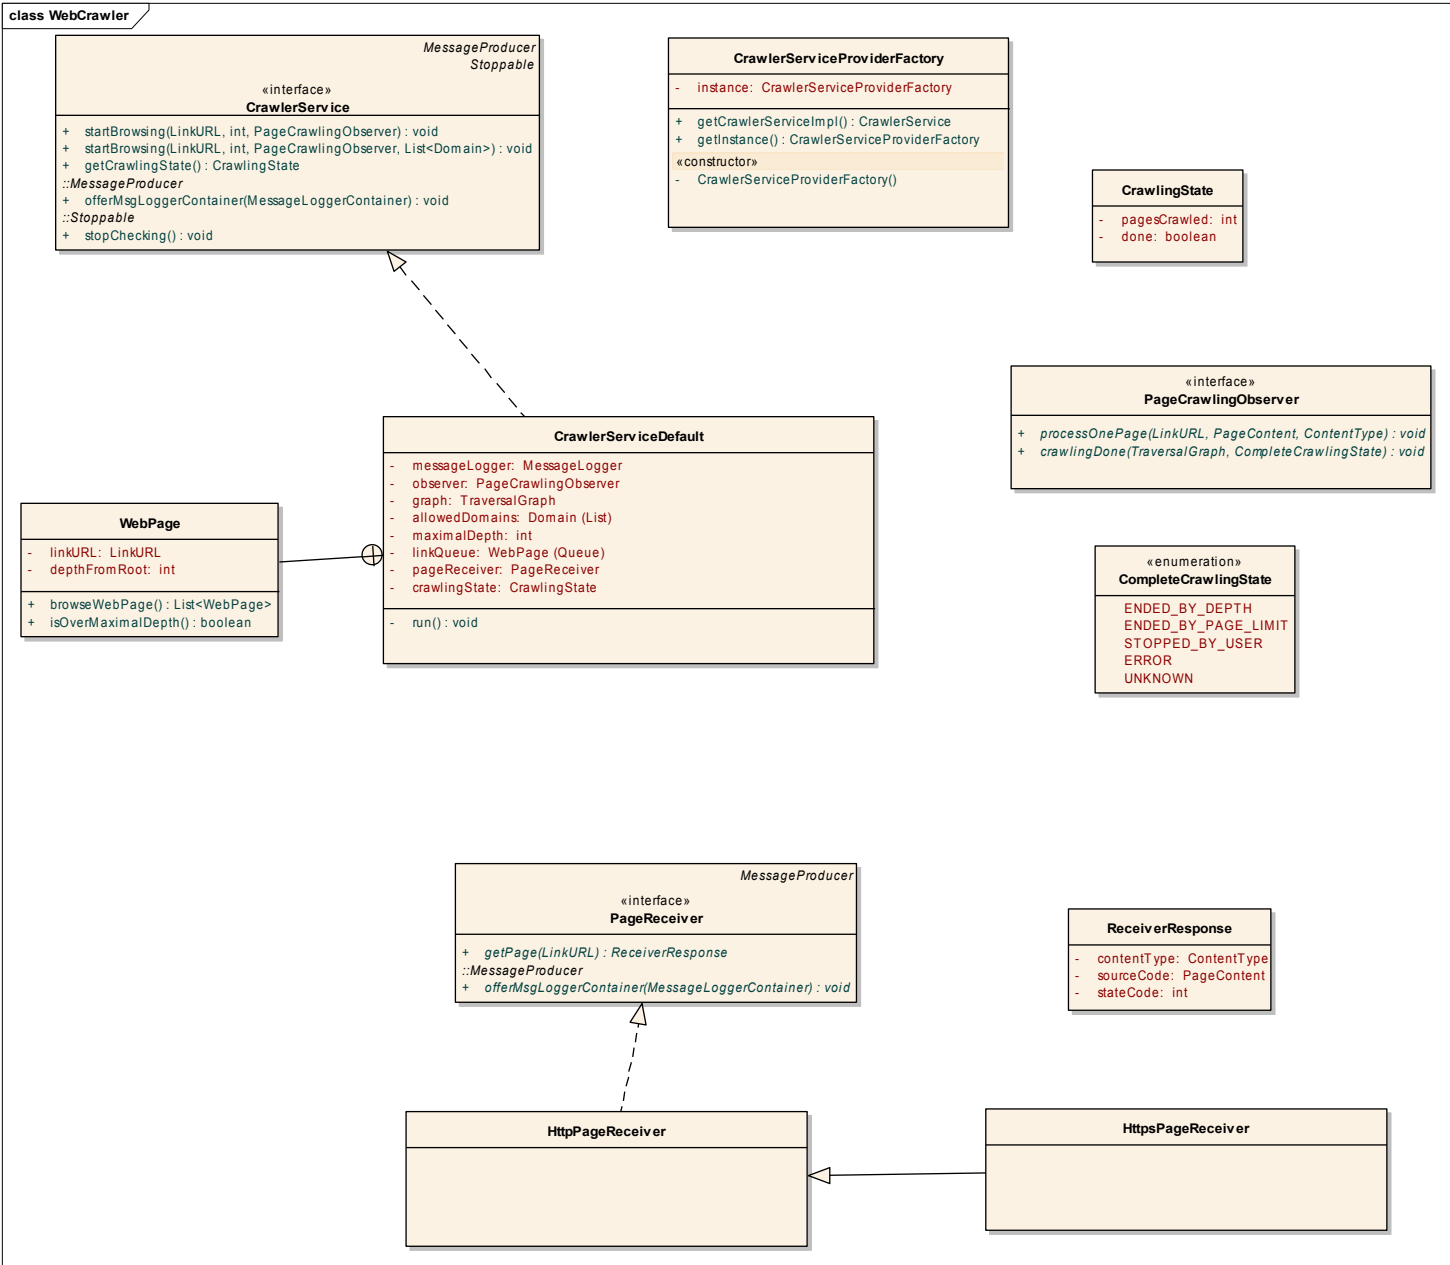 class WebCrawler
MessageProducer
Stoppable
«interface»
CrawlerService
+ startBrowsing(LinkURL, int, PageCrawlingObserver) : void
+ startBrowsing(LinkURL, int, PageCrawlingObserver, List<Domain>) : void
+ getCrawlingState() : CrawlingState
::MessageProducer
+ offerMsgLoggerContainer(MessageLoggerContainer) : void
::Stoppable
+ stopChecking() : void
CrawlerServiceProviderFactory
- instance: CrawlerServiceProviderFactory
+ getCrawlerServiceImpl() : CrawlerService
+ getInstance() : CrawlerServiceProviderFactory
«constructor»
- CrawlerServiceProviderFactory()
CrawlingState
- pagesCrawled: int
- done: boolean
«interface»
PageCrawlingObserver
+ processOnePage(LinkURL, PageContent, ContentType) : void
+ crawlingDone(TraversalGraph, CompleteCrawlingState) : void
CrawlerServiceDefault
- messageLogger: MessageLogger
- observer: PageCrawlingObserver
- graph: TraversalGraph
- allowedDomains: Domain (List)
- maximalDepth: int
- linkQueue: WebPage (Queue)
- pageReceiver: PageReceiver
- crawlingState: CrawlingState
- run() : void
WebPage
- linkURL: LinkURL
- depthFromRoot: int
+ browseWebPage() : List<WebPage>
+ isOverMaximalDepth() : boolean
«enumeration»
CompleteCrawlingState
ENDED_BY_DEPTH
ENDED_BY_PAGE_LIMIT
STOPPED_BY_USER
ERROR
UNKNOWN
MessageProducer
«interface»
PageReceiver
+ getPage(LinkURL) : ReceiverResponse
::MessageProducer
+ offerMsgLoggerContainer(MessageLoggerContainer) : void
ReceiverResponse
- contentType: ContentType
- sourceCode: PageContent
- stateCode: int
HttpPageReceiver
HttpsPageReceiver